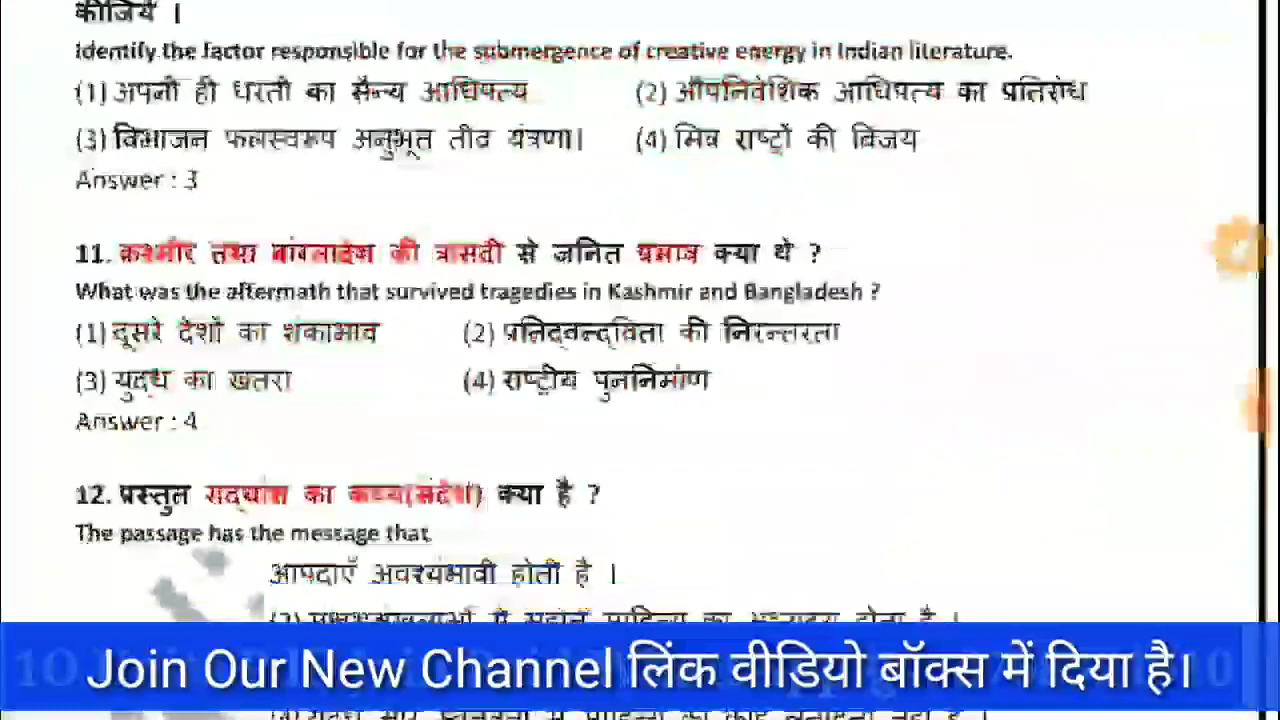 कीजिये ।
Identify the factor responsible for the submergence of creative energy in Indian literature.
(1) अपनी ही धरती का सैन्य आधिपत्य (2) औपनिवेशिक आधिपत्य का प्रतिरोध
(3) विभाजन फलस्वरूप अनुभूत तीव्र यंत्रणा। (4) मित्र राष्ट्रों की विजय
Answer : 3
11. कश्मीर तथा बांग्लादेश की त्रासदी से जनित प्रभाव क्या थे ?
What was the aftermath that survived tragedies in Kashmir and Bangladesh ?
(1) दूसरे देशों का शंकाभाव (2) प्रतिद्वन्द्विता की निरन्तरता
(3) युद्ध का खतरा (4) राष्ट्रीय पुनर्निर्माण
Answer : 4
12. प्रस्तुत गद्यांश का कथ्य(संदेश) क्या है ?
The passage has the message that
आपदाएँ अवश्यंभावी होती है ।
साहित्य का होता है ।
Join Our New Channel लिंक वीडियो बॉक्स में दिया है।